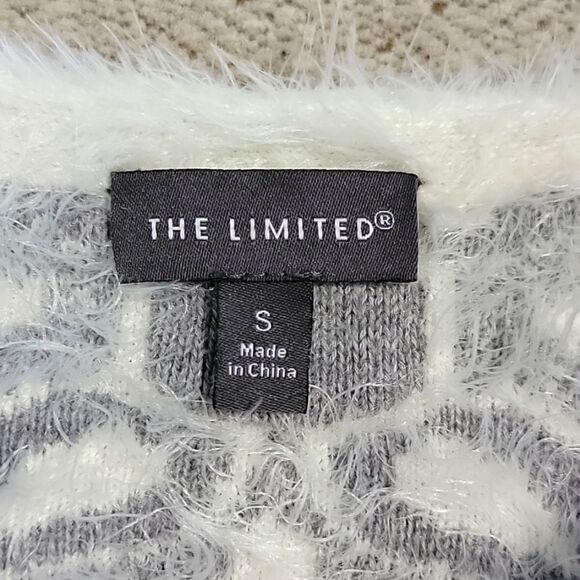 THE LIMITED®
S
Made
in China